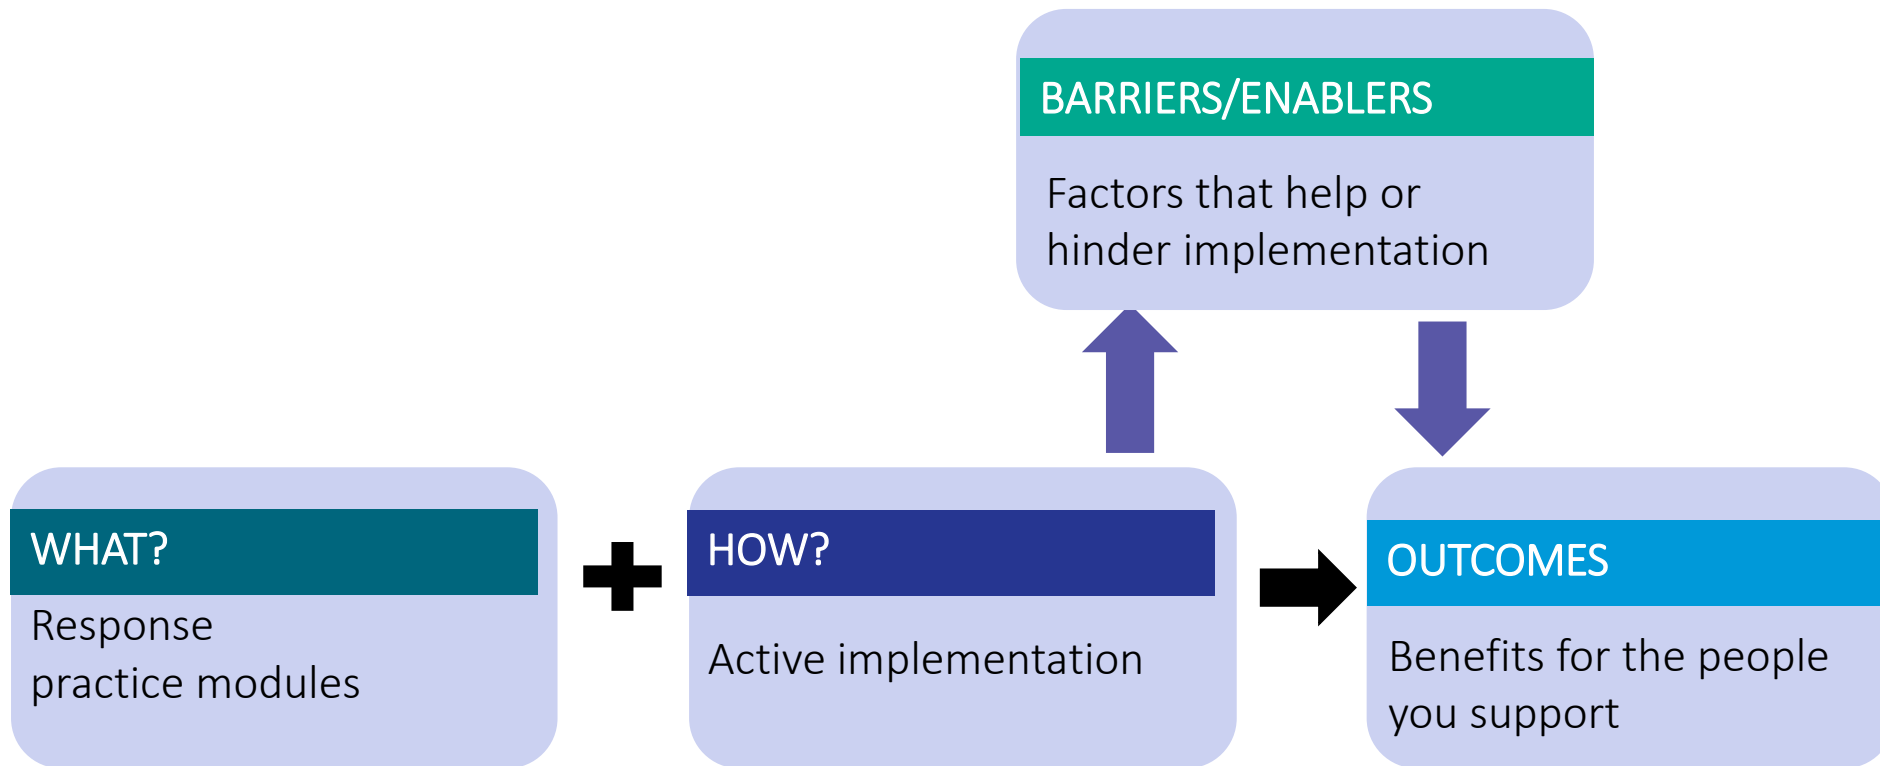 BARRIERS/ENABLERS
Factors that help or
hinder implementation
WHAT?
Response
practice modules
HOW?
Active implementation
OUTCOMES
Benefits for the people
you support